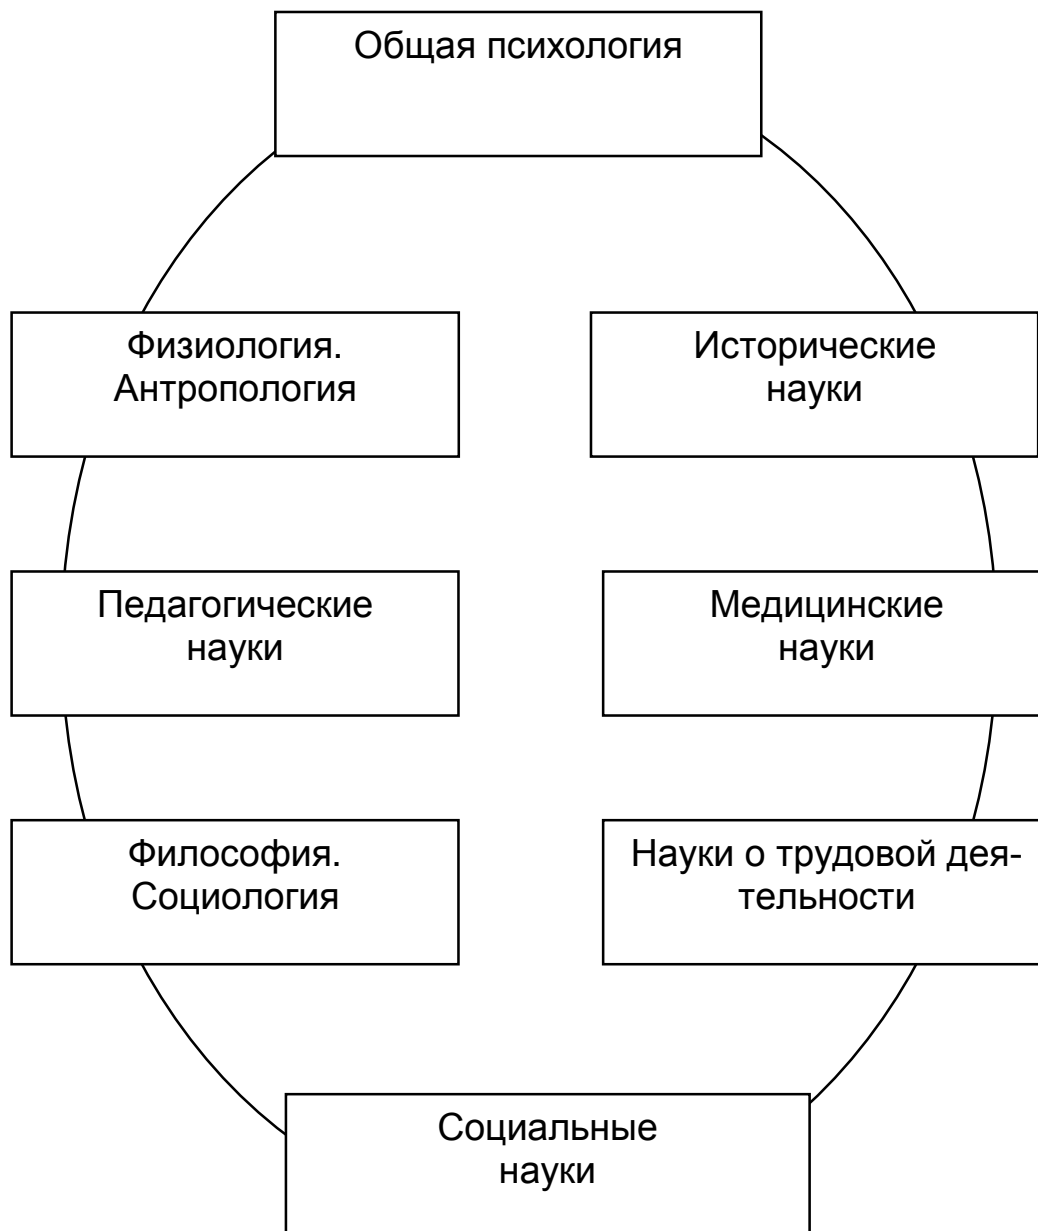 Общая психология
Физиология.
Антропология
Исторические
науки
Педагогические
науки
Медицинские
науки
Философия.
Социология
Науки о трудовой дея-
тельности
Социальные
науки